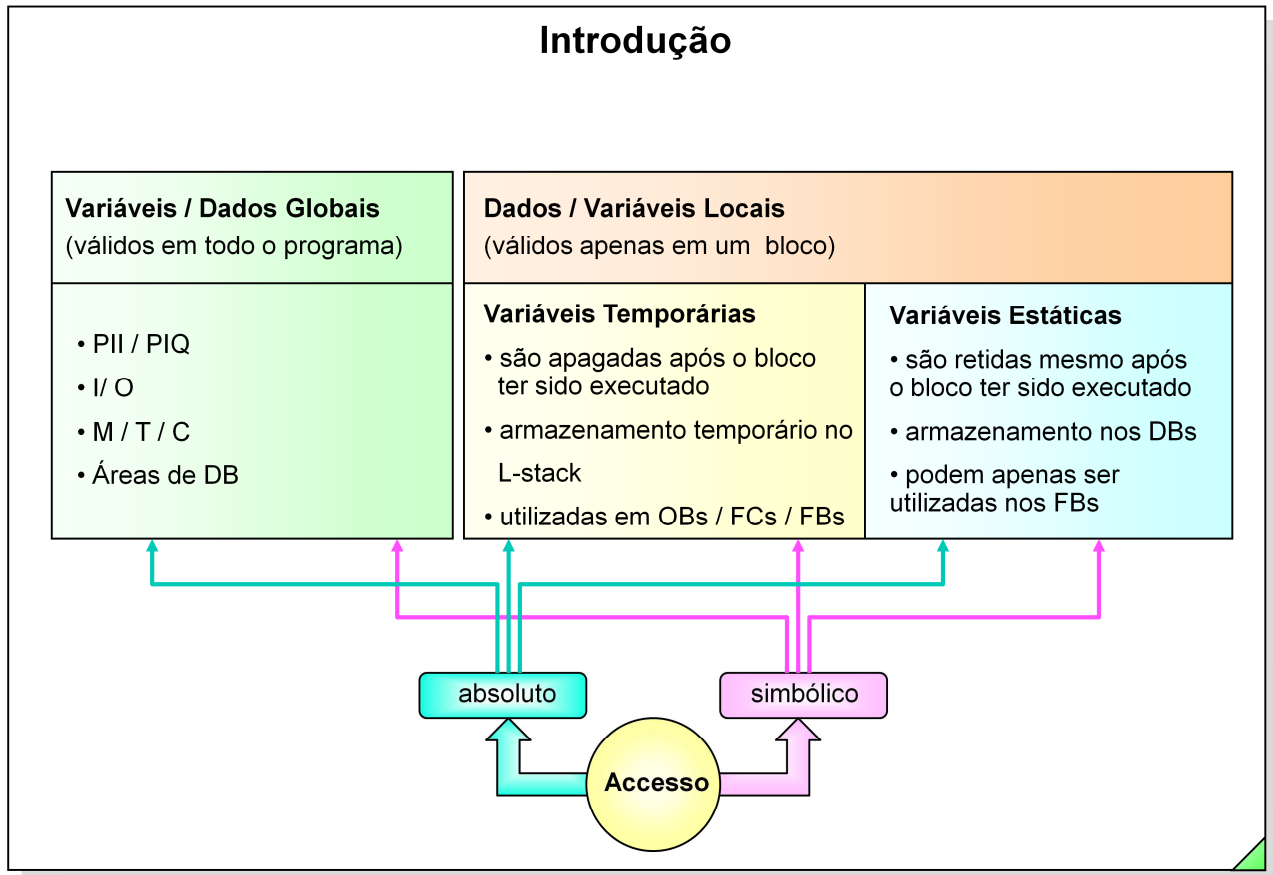 Introdução
Variáveis / Dados Globais
(válidos em todo o programa)
• PII / PIQ
• I/ O
• M / T / C
• Áreas de DB
Dados / Variáveis Locais
(válidos apenas em um bloco)
Variáveis Temporárias
• são apagadas após o bloco
ter sido executado
• armazenamento temporário no
L-stack
• utilizadas em OBs / FCs / FBs
Variáveis Estáticas
• são retidas mesmo após
o bloco ter sido executado
• armazenamento nos DBs
• podem apenas ser
utilizadas nos FBs
absoluto
simbólico
Accesso